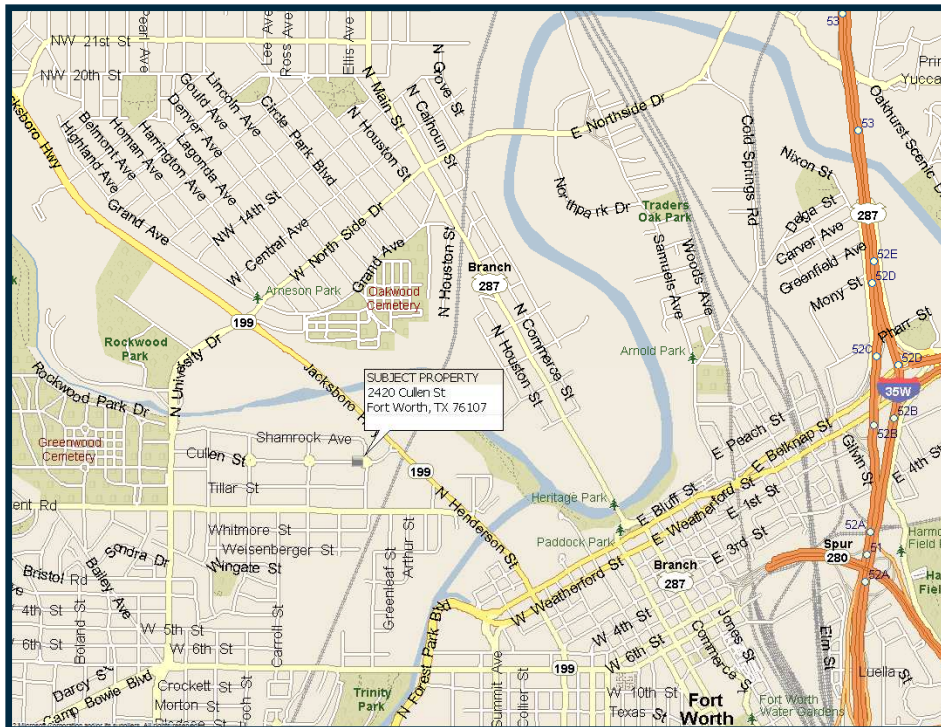 53
NW 21st St
Pearl Ave
Lee Ave
Ross Ave
Ellis Ave
N Grove St
NW 20th St
N Main St
N Calhoun St
Lincoln Ave
Gould Ave
Denver Ave
Circle Park Blvd
N Houston St
E Northside Dr
Cold Springs Rd
53
Oakhurst Scenic D
Prin
Yucca
cksboro Hwy
Highland Ave
Belmont Ave
Homan Ave
Harrington Ave
Lagonda Ave
NW 14th St
Grand Ave
W Central Ave
W North Side Dr
Grand Ave
N Houston St
Branch
287
Northpark Dr
Traders
Oak Park
Samuels Ave
Woods Ave
Nixon St
Daga St
Carver Ave
Greenfield Ave
Mony St
287
52E
52D
Pharr St
Arneson Park
Oakwood
Cemetery
199
Rockwood
Park
N University Dr
N Commerce St
N Houston St
Arnold Park
52C
52D
35W
52B
52B
Rockwood Park Dr
Jacksboro
SUBJECT PROPERTY
2420 Cullen St
Fort Worth, TX 76107
Greenwood
Cemetery
Shamrock Ave
Cullen St
Tillar St
199
N Henderson St
E Peach St
E Belknap St
Gilvin St
E 4th St
ent Rd
Whitmore St
Weisenberger St
Wingate St
Sondra Dr
Bristol Rd
Bailey Ave
Greenleaf St
Arthur St
Heritage Park
Paddock Park
E Bluff St
E Weatherford St
E 1st St
E 3rd St
52A
51
52A
Spur
280
Harm
Field
Ha
Fiel
Branch
287
W Weatherford St
W 4th St
W 5th St
W 6th St
W 4th St
6th St
W 6th St
Boland St
Carroll St
N Forest Park Blvd
199
Jones St
Commerce St
Elm St
Luella St
Darcy St
Camp Bowie Blvd
Crockett St
Morton St
Foch St
Trinity
Park
Summit Ave
Collier St
W 10th St
Texas St
Fort
Worth
Fort Worth
Water Gardens